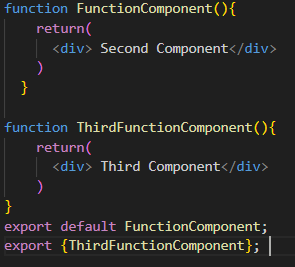 function FunctionComponent(){
return(
<div> Second Component</div>
)
}
function ThirdFunctionComponent(){
return(
<div> Third Component</div>
)
}
export default FunctionComponent;
export {ThirdFunctionComponent};